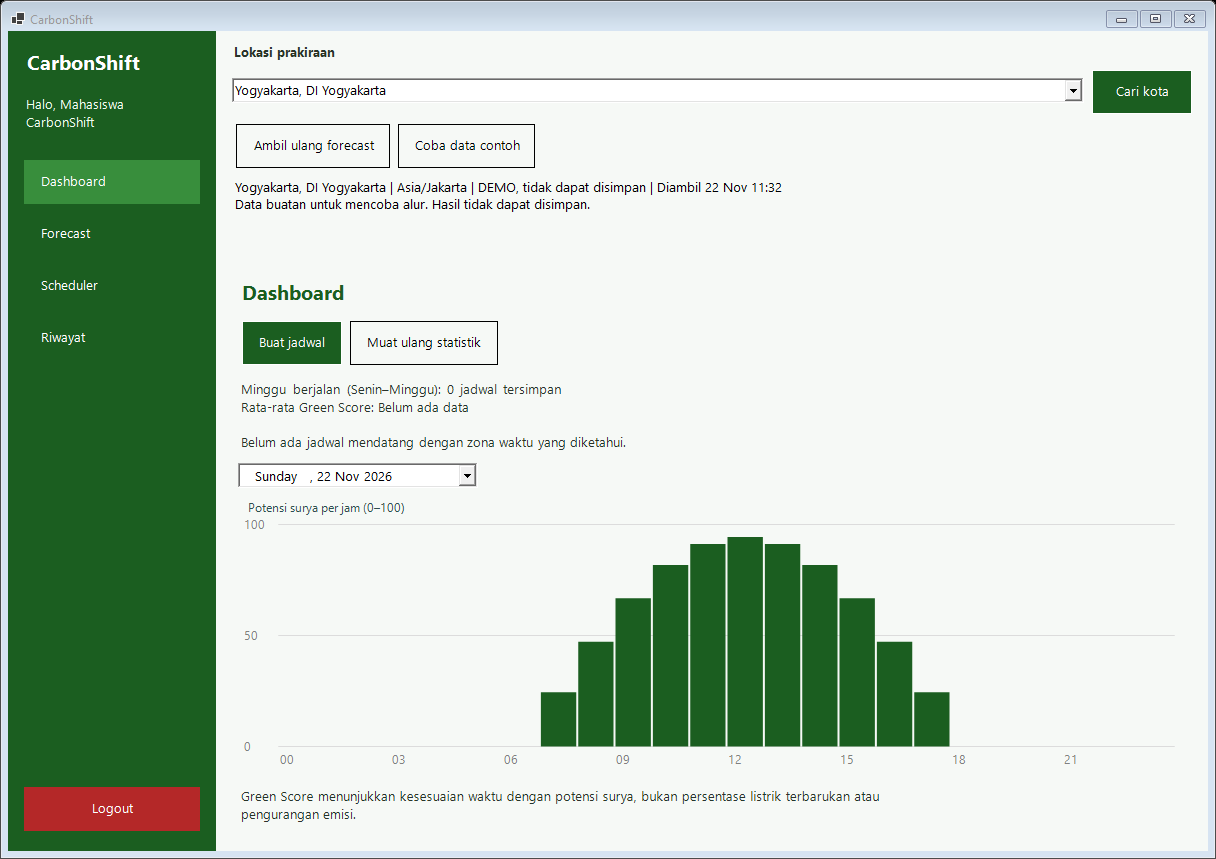 CarbonShift
CarbonShift
Halo, Mahasiswa
CarbonShift
Dashboard
Forecast
Scheduler
Riwayat
Logout
Lokasi prakiraan
Yogyakarta, DI Yogyakarta
Cari kota
Ambil ulang forecast
Coba data contoh
Yogyakarta, DI Yogyakarta | Asia/Jakarta | DEMO, tidak dapat disimpan | Diambil 22 Nov 11:32
Data buatan untuk mencoba alur. Hasil tidak dapat disimpan.
Dashboard
Buat jadwal
Muat ulang statistik
Minggu berjalan (Senin–Minggu): 0 jadwal tersimpan
Rata-rata Green Score: Belum ada data
Belum ada jadwal mendatang dengan zona waktu yang diketahui.
Sunday , 22 Nov 2026
Potensi surya per jam (0–100)
100
50
0
00 03 06 09 12 15 18 21
Green Score menunjukkan kesesuaian waktu dengan potensi surya, bukan persentase listrik terbarukan atau
pengurangan emisi.